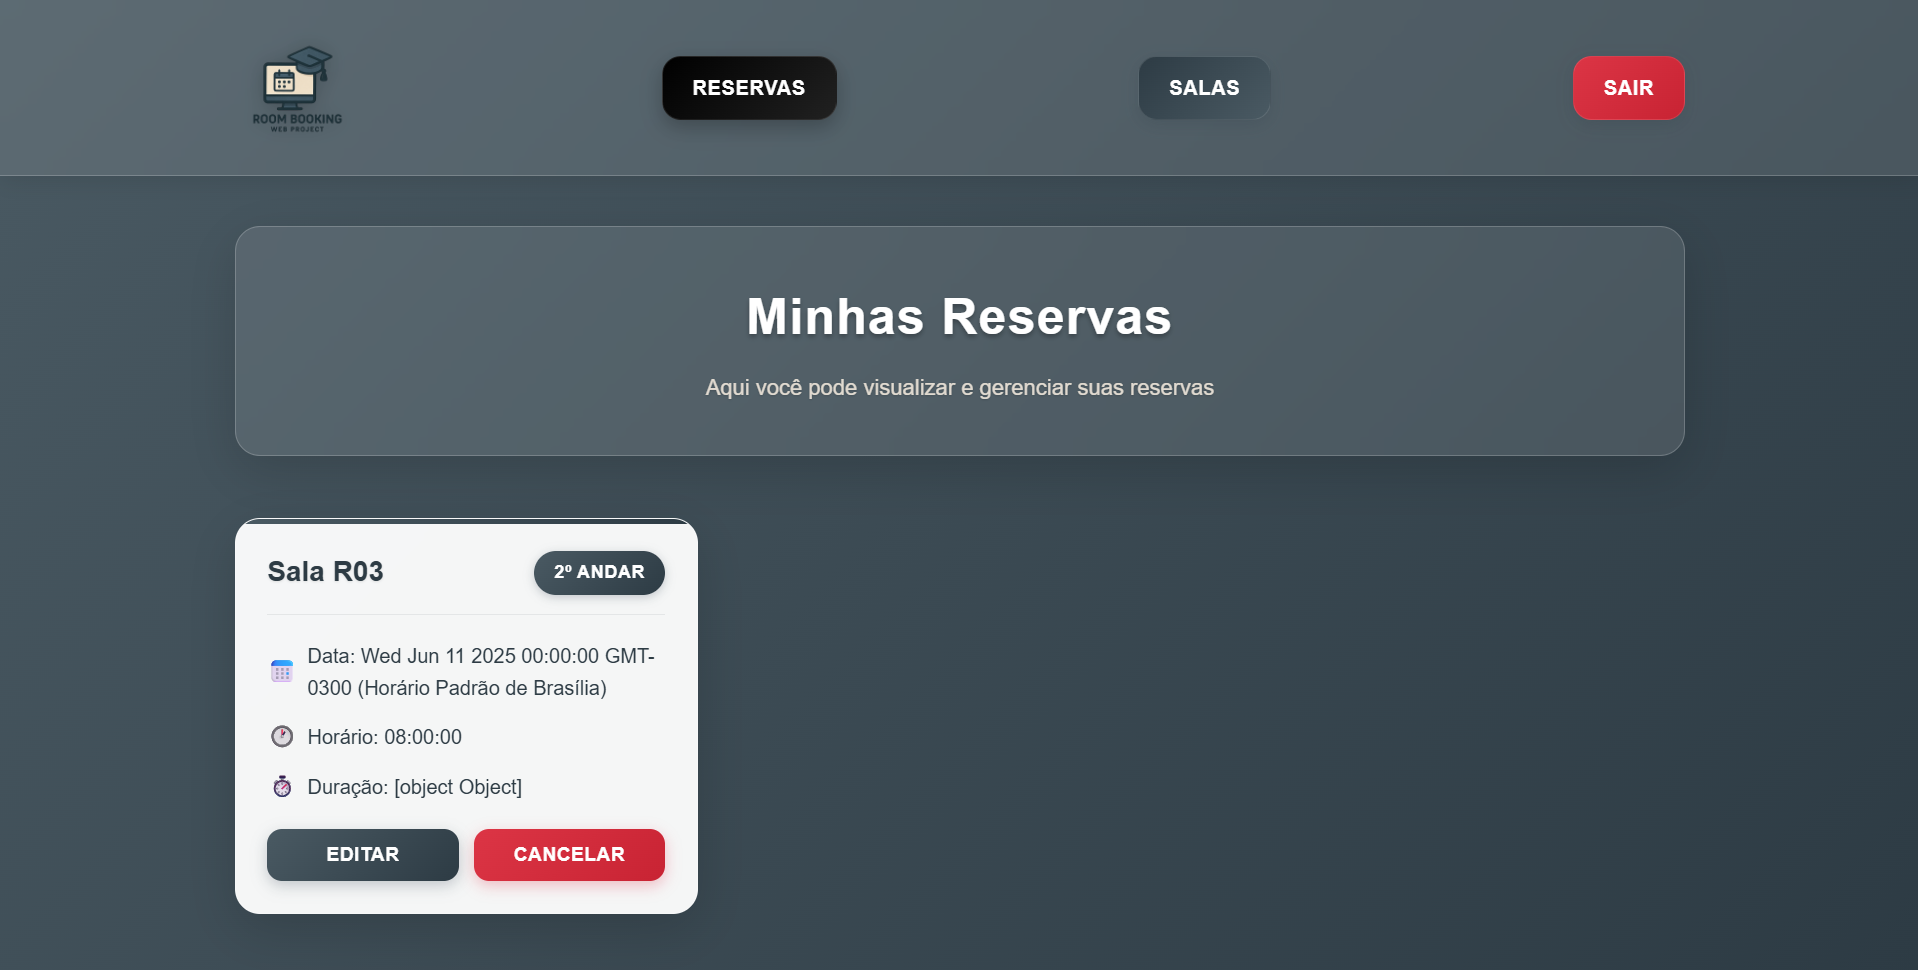 ROOM BOOKING
WEB PROJECT
RESERVAS
SALAS
SAIR
Minhas Reservas
Aqui você pode visualizar e gerenciar suas reservas
Sala R03
2º ANDAR
Data: Wed Jun 11 2025 00:00:00 GMT-
0300 (Horário Padrão de Brasília)
Horário: 08:00:00
Duração: [object Object]
EDITAR
CANCELAR